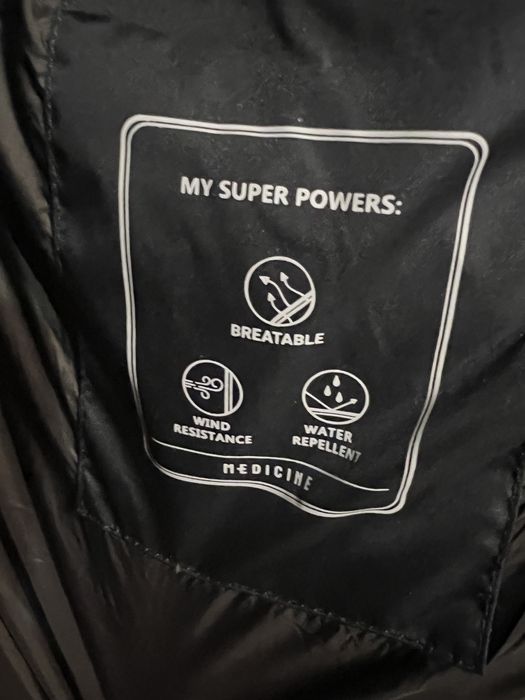 MY SUPER POWERS:
BREATABLE
WIND
RESISTANCE
WATER
REPELLENT
MEDICINE